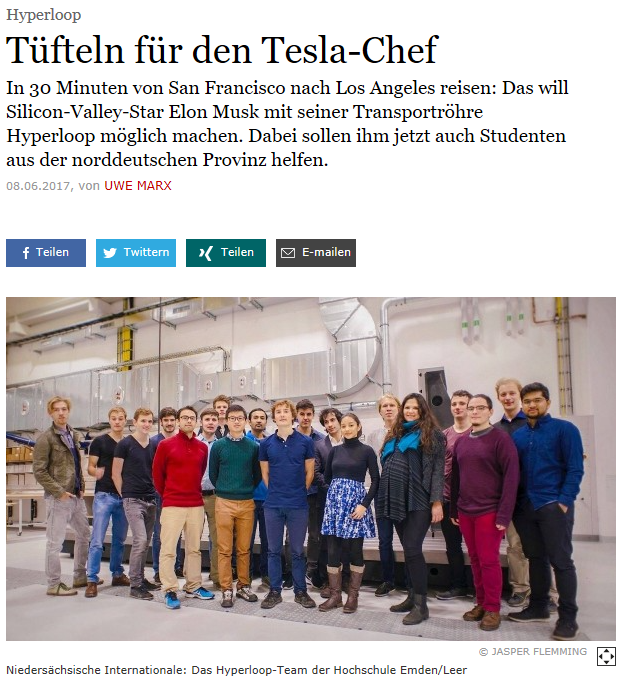 Hyperloop
Tüfteln für den Tesla-Chef
In 30 Minuten von San Francisco nach Los Angeles reisen: Das will
Silicon-Valley-Star Elon Musk mit seiner Transportröhre
Hyperloop möglich machen. Dabei sollen ihm jetzt auch Studenten
aus der norddeutschen Provinz helfen.
08.06.2017, von UWE MARX
Teilen Twittern Teilen E-mailen
© JASPER FLEMMING
Niedersächsische Internationale: Das Hyperloop-Team der Hochschule Emden/Leer